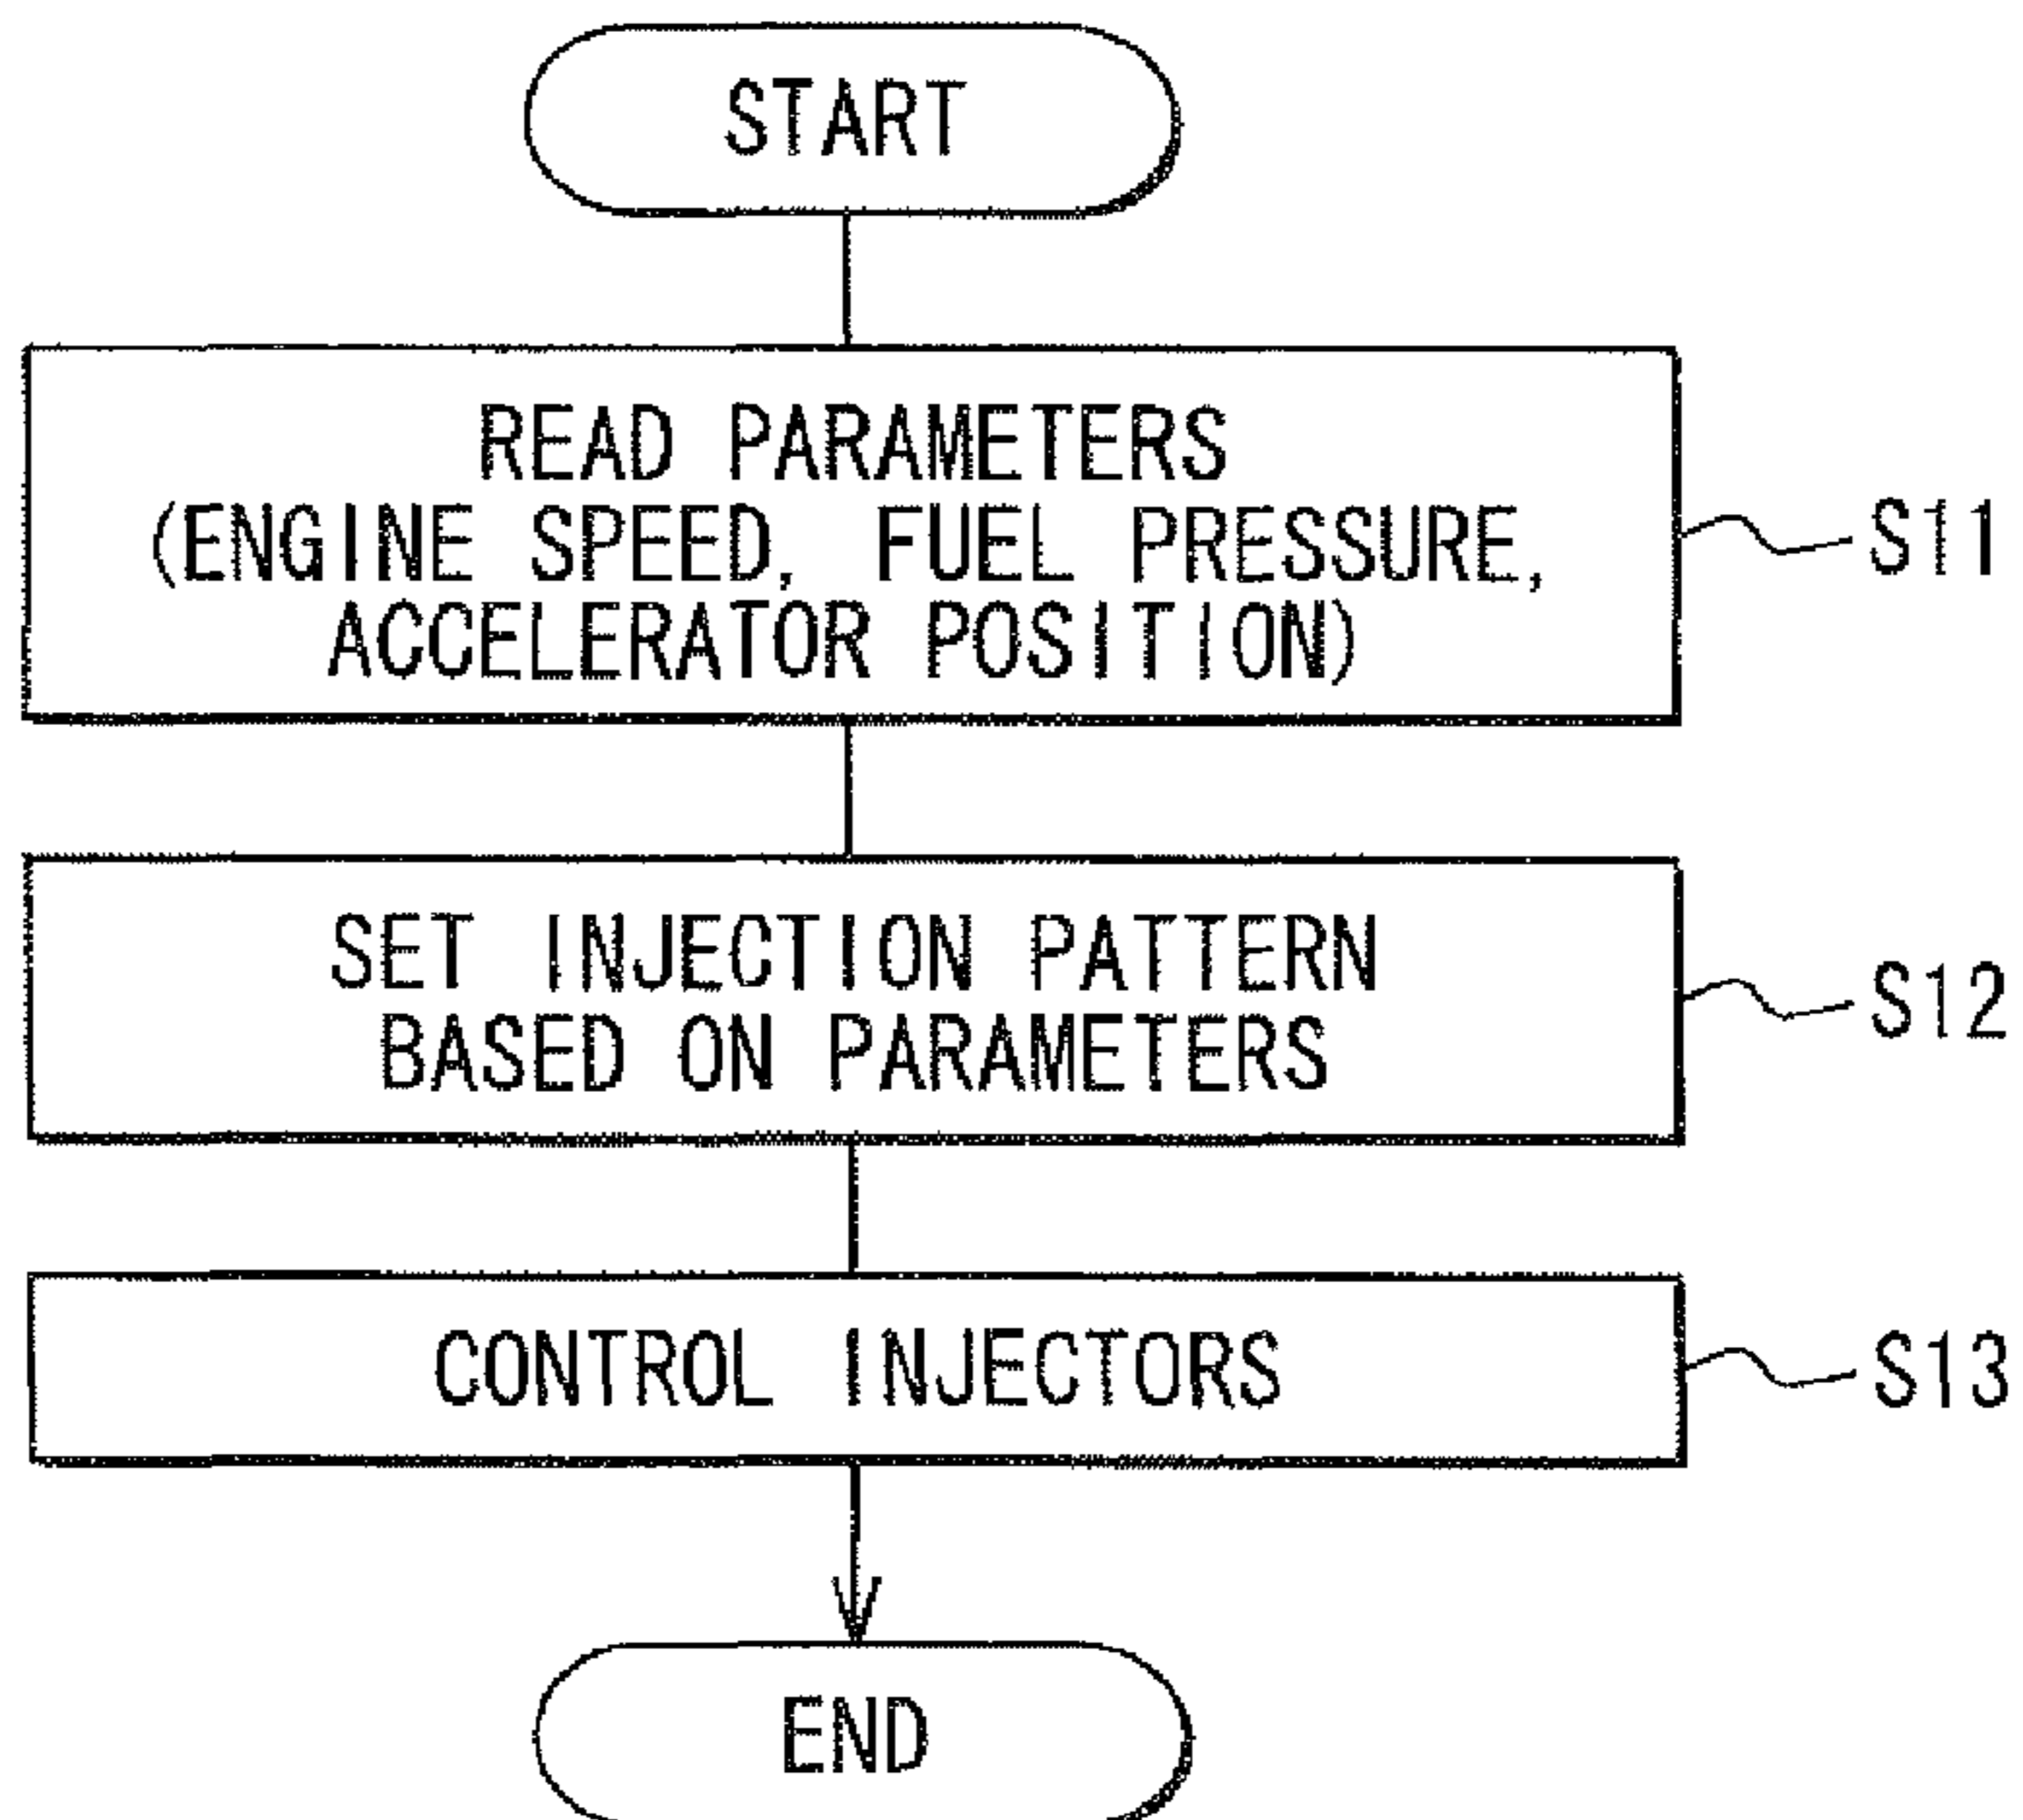 START
READ PARAMETERS
(ENGINE SPEED, FUEL PRESSURE,
ACCELERATOR POSITION)
S11
SET INJECTION PATTERN
BASED ON PARAMETERS
S12
CONTROL INJECTORS
S13
END